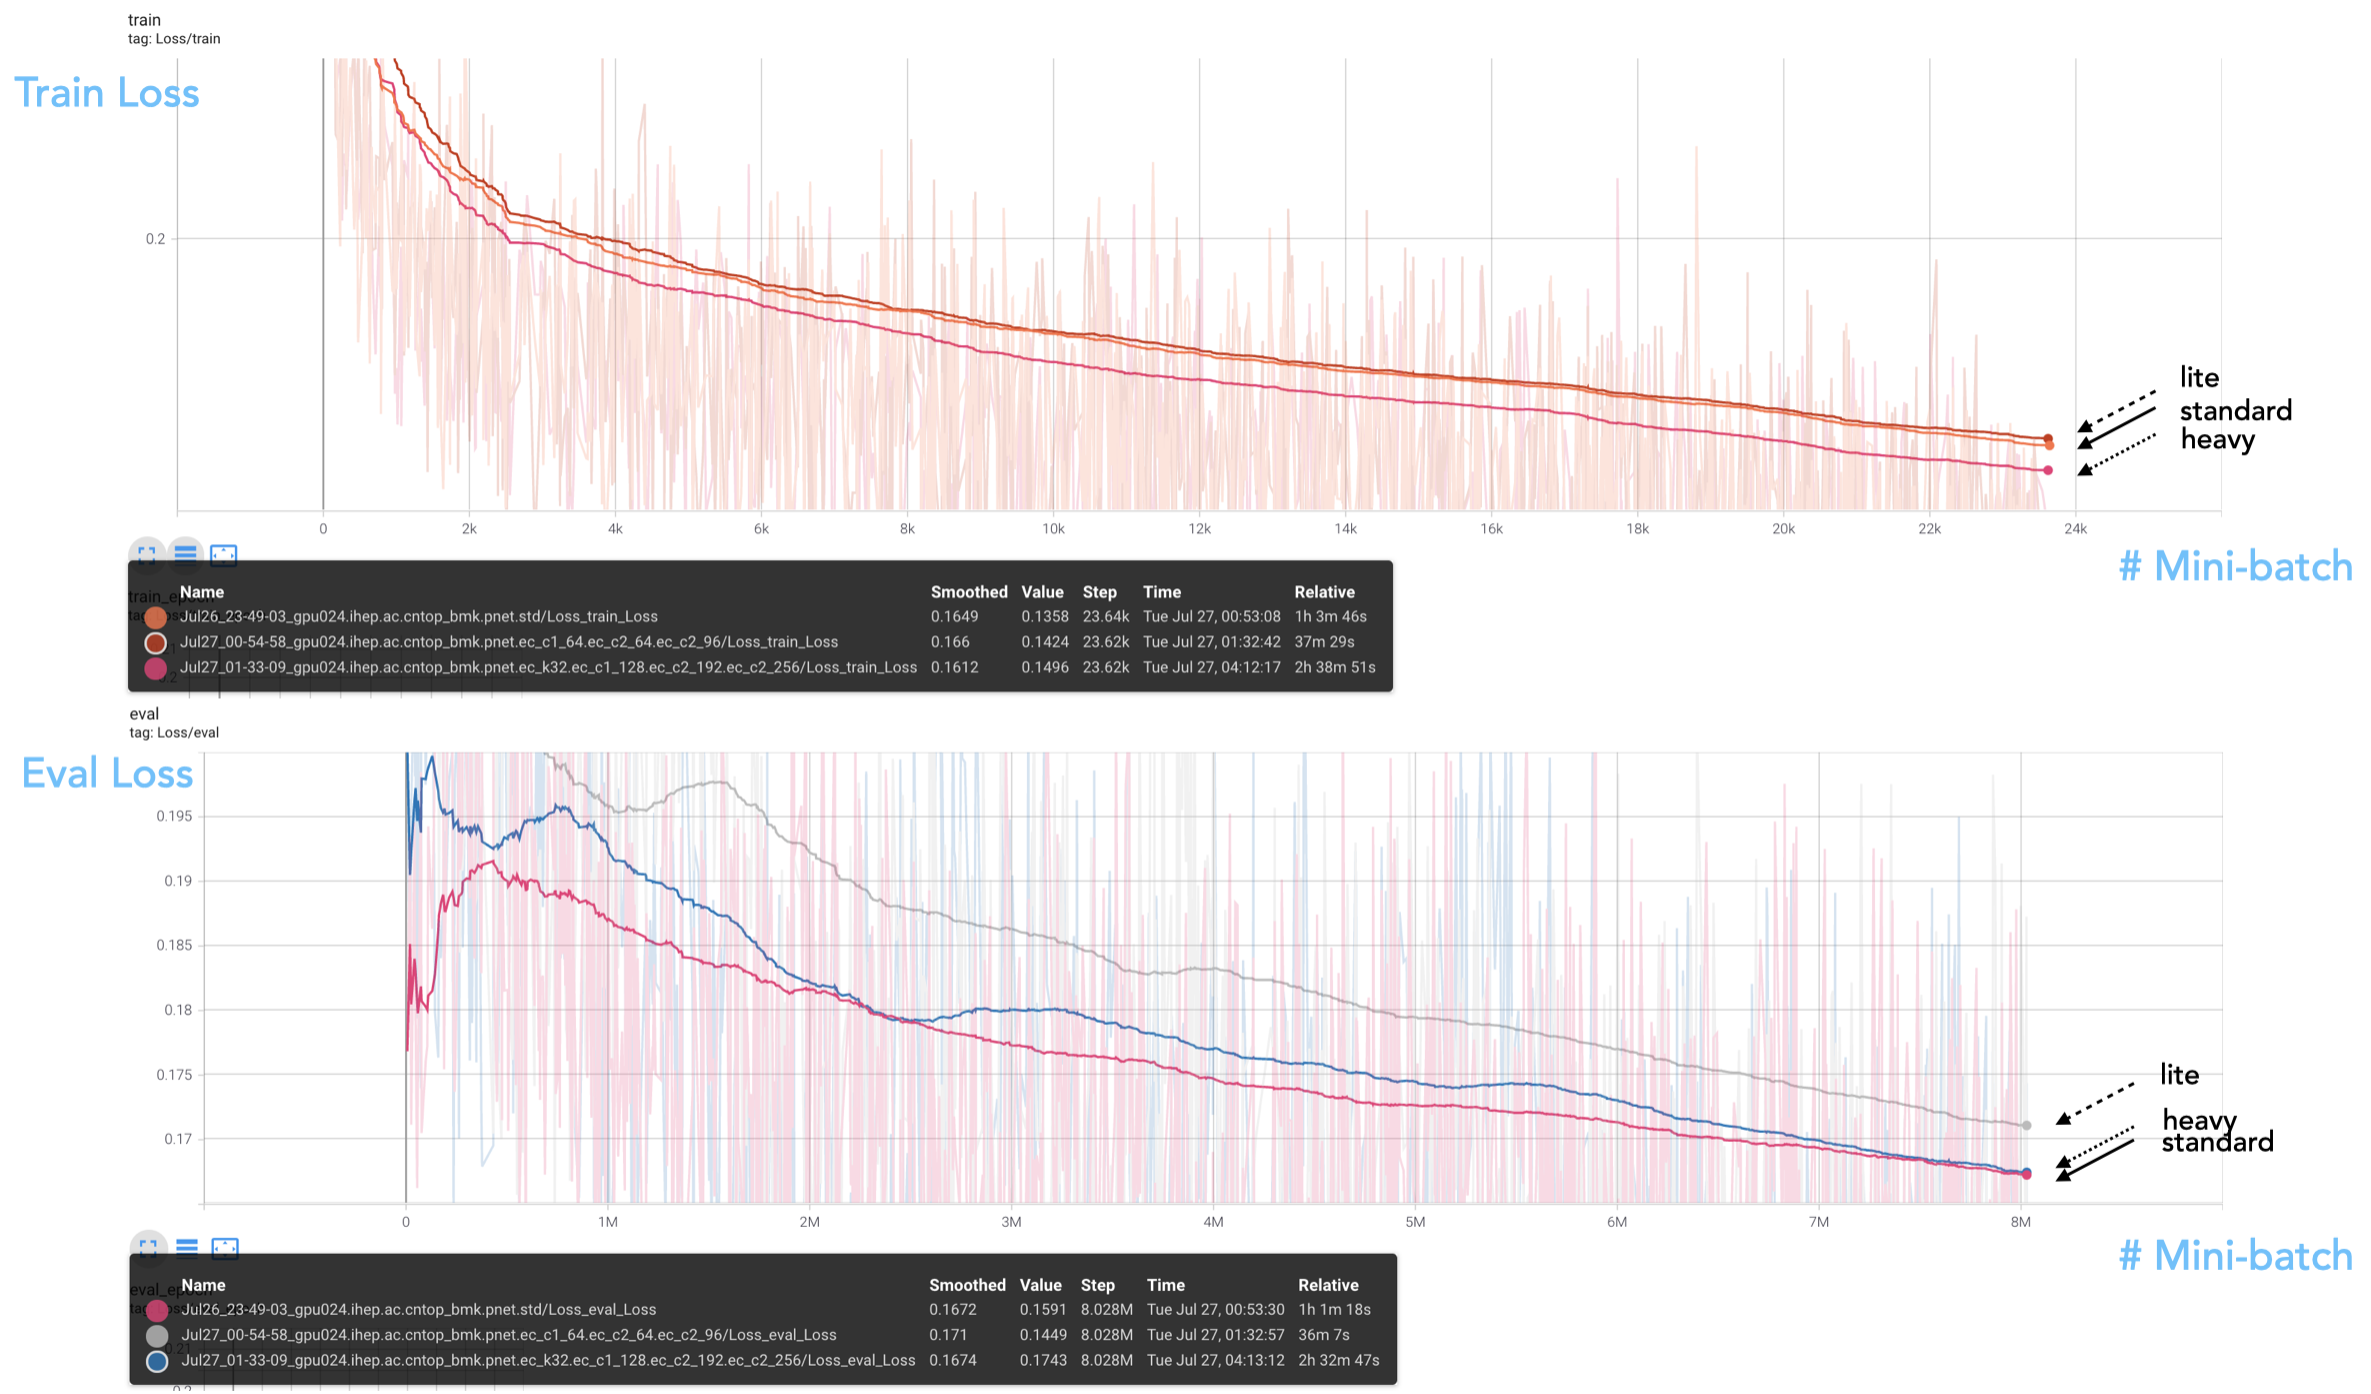 train
tag: Loss/train
Train Loss
0.2
lite
standard
heavy
0 2k 4k 6k 8k 10k 12k 14k 16k 18k 20k 22k 24k
# Mini-batch
Name Smoothed Value Step Time Relative
Jul26_23-49-03_gpu024.ihep.ac.cntop_bmk.pnet.std/Loss_train_Loss 0.1649 0.1358 23.64k Tue Jul 27, 00:53:08 1h 3m 46s
Jul27_00-54-58_gpu024.ihep.ac.cntop_bmk.pnet.ec_c1_64.ec_c2_64.ec_c2_96/Loss_train_Loss 0.166 0.1424 23.62k Tue Jul 27, 01:32:42 37m 29s
Jul27_01-33-09_gpu024.ihep.ac.cntop_bmk.pnet.ec_k32.ec_c1_128.ec_c2_192.ec_c2_256/Loss_train_Loss 0.1612 0.1496 23.62k Tue Jul 27, 04:12:17 2h 38m 51s
eval
tag: Loss/eval
Eval Loss
0.195
0.19
0.185
0.18
0.175
0.17
lite
heavy
standard
0 1M 2M 3M 4M 5M 6M 7M 8M
# Mini-batch
Name Smoothed Value Step Time Relative
Jul26_23-49-03_gpu024.ihep.ac.cntop_bmk.pnet.std/Loss_eval_Loss 0.1672 0.1591 8.028M Tue Jul 27, 00:53:30 1h 1m 18s
Jul27_00-54-58_gpu024.ihep.ac.cntop_bmk.pnet.ec_c1_64.ec_c2_64.ec_c2_96/Loss_eval_Loss 0.171 0.1449 8.028M Tue Jul 27, 01:32:57 36m 7s
Jul27_01-33-09_gpu024.ihep.ac.cntop_bmk.pnet.ec_k32.ec_c1_128.ec_c2_192.ec_c2_256/Loss_eval_Loss 0.1674 0.1743 8.028M Tue Jul 27, 04:13:12 2h 32m 47s